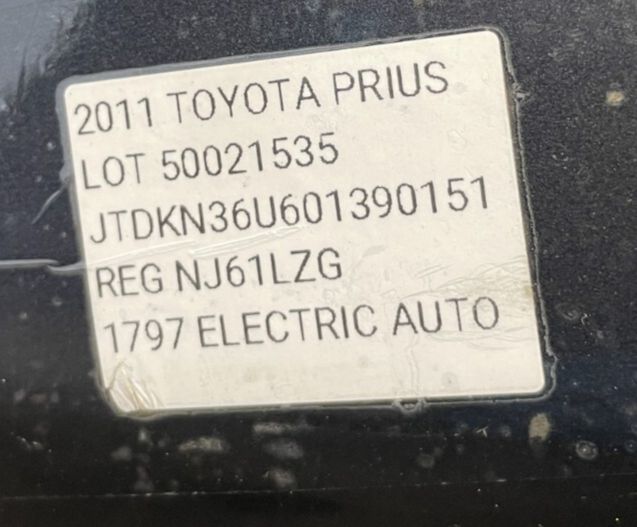 2011 TOYOTA PRIUS
LOT 50021535
JTDKN36U601390151
REG NJ61LZG
1797 ELECTRIC AUTO